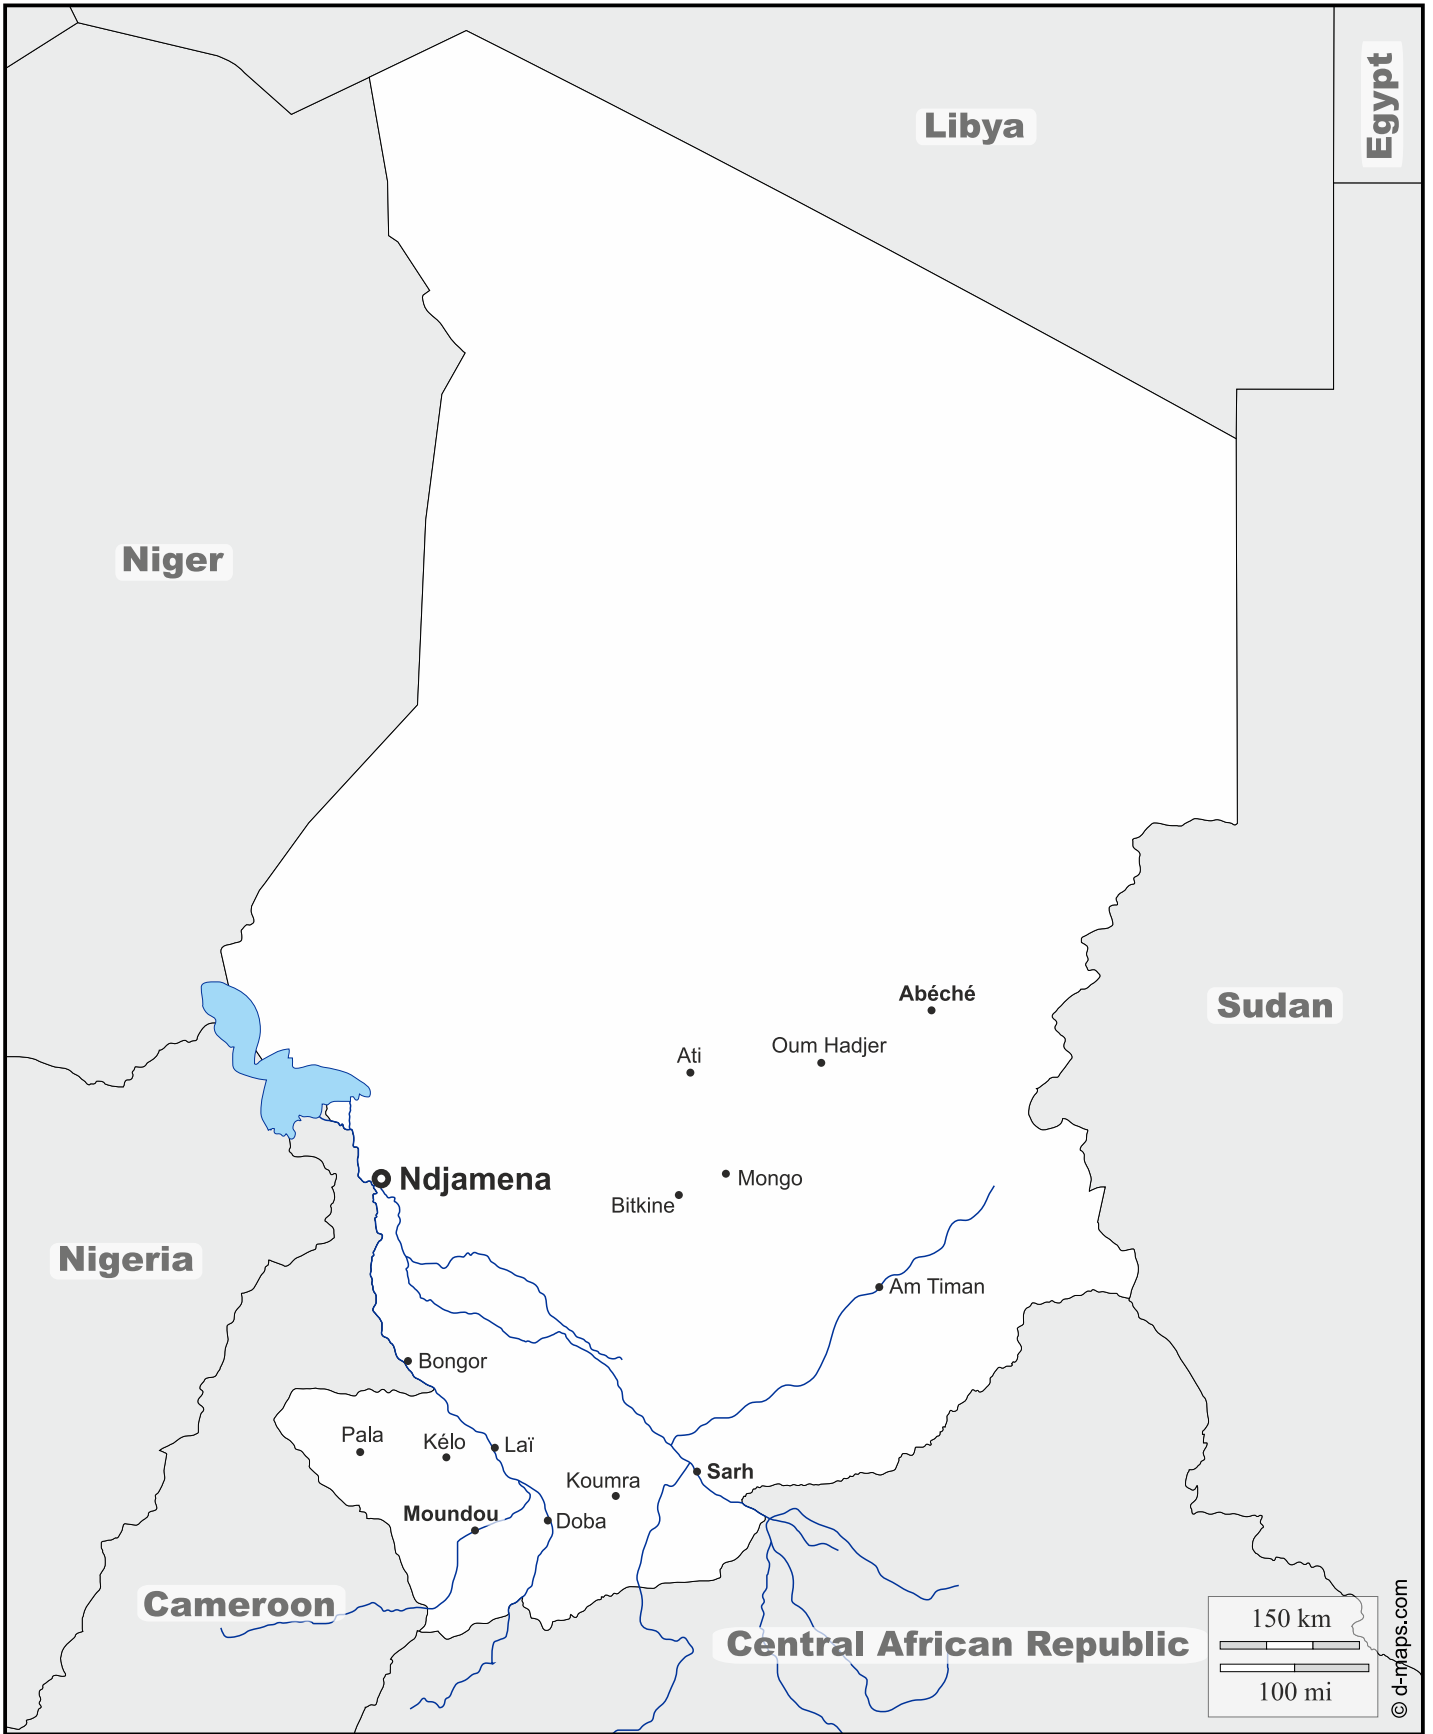 Egypt
Libya
Niger
Abéché
Sudan
Oum Hadjer
Ati
Ndjamena
Mongo
Bitkine
Nigeria
Am Timan
Bongor
Pala
Kélo
Laï
Sarh
Koumra
Moundou
Doba
Cameroon
Central African Republic
150 km
100 mi
© d-maps.com